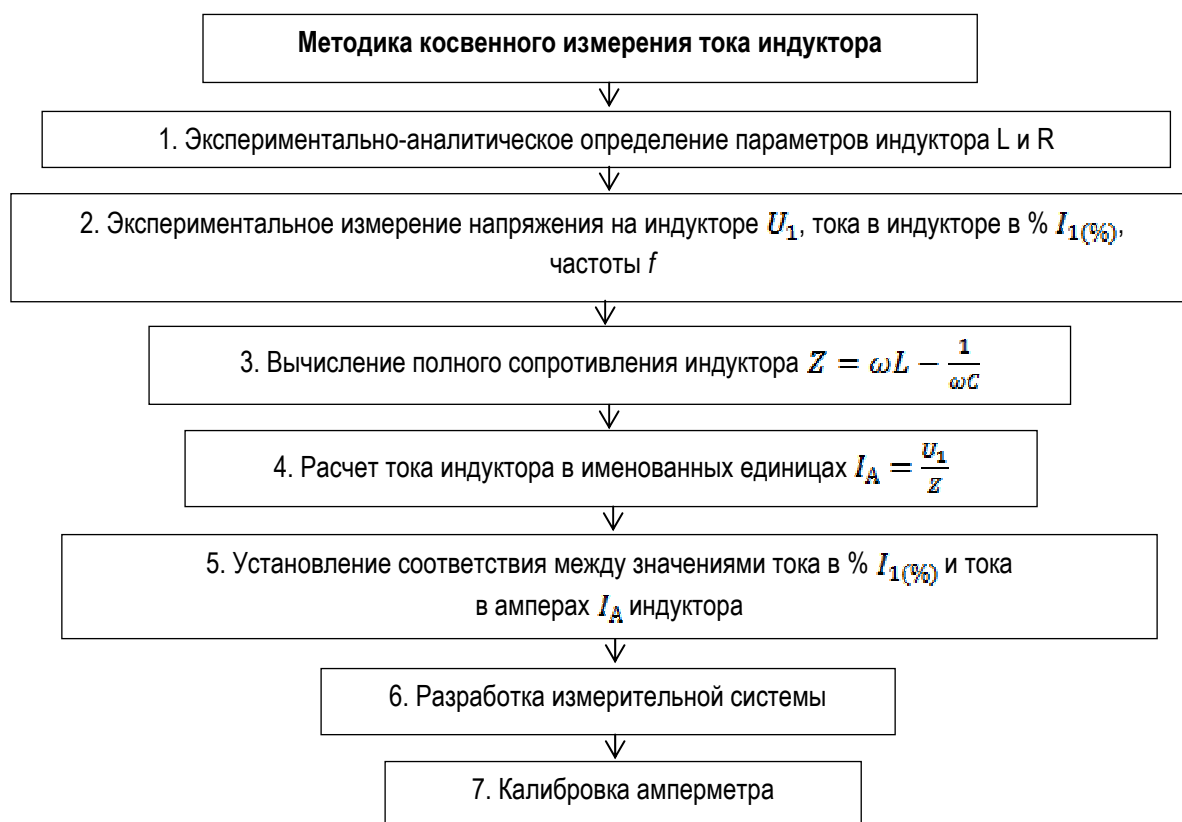 Методика косвенного измерения тока индуктора
1. Экспериментально-аналитическое определение параметров индуктора L и R
2. Экспериментальное измерение напряжения на индукторе U₁, тока в индукторе в % I₁₍%₎,
частоты f
3. Вычисление полного сопротивления индуктора Z = ωL − 1/ωC
4. Расчет тока индуктора в именованных единицах I_A = U₁/Z
5. Установление соответствия между значениями тока в % I₁₍%₎ и тока
в амперах I_A индуктора
6. Разработка измерительной системы
7. Калибровка амперметра